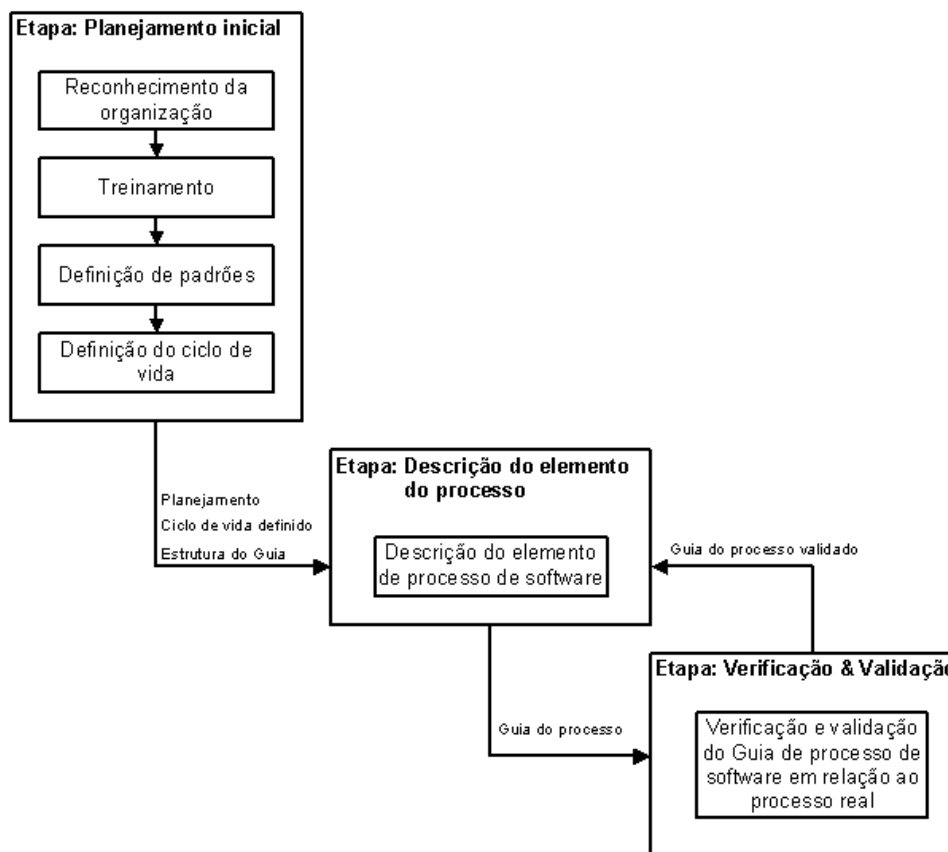 Etapa: Planejamento inicial
Reconhecimento da
organização
Treinamento
Definição de padrões
Definição do ciclo de
vida
Planejamento
Ciclo de vida definido
Estrutura do Guia
Etapa: Descrição do elemento
do processo
Descrição do elemento
de processo de software
Guia do processo validado
Guia do processo
Etapa: Verificação & Validação
Verificação e validação
do Guia de processo de
software em relação ao
processo real